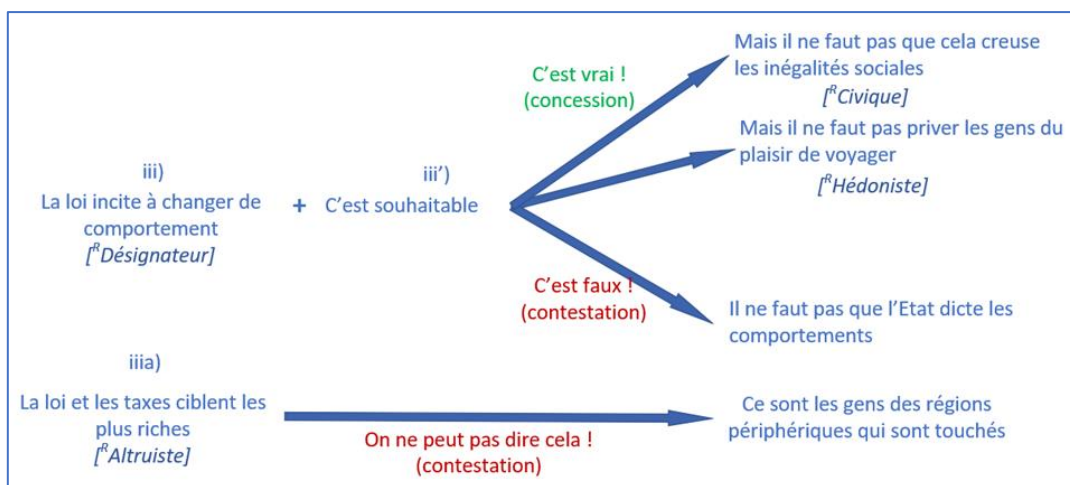 Mais il ne faut pas que cela creuse
les inégalités sociales
[ᴿCivique]
C'est vrai !
(concession)
Mais il ne faut pas priver les gens du
plaisir de voyager
[ᴿHédoniste]
iii)
La loi incite à changer de
comportement
[ᴿDésignateur]
+
iii')
C'est souhaitable
C'est faux !
(contestation)
Il ne faut pas que l'Etat dicte les
comportements
iiia)
La loi et les taxes ciblent les
plus riches
[ᴿAltruiste]
On ne peut pas dire cela !
(contestation)
Ce sont les gens des régions
périphériques qui sont touchés